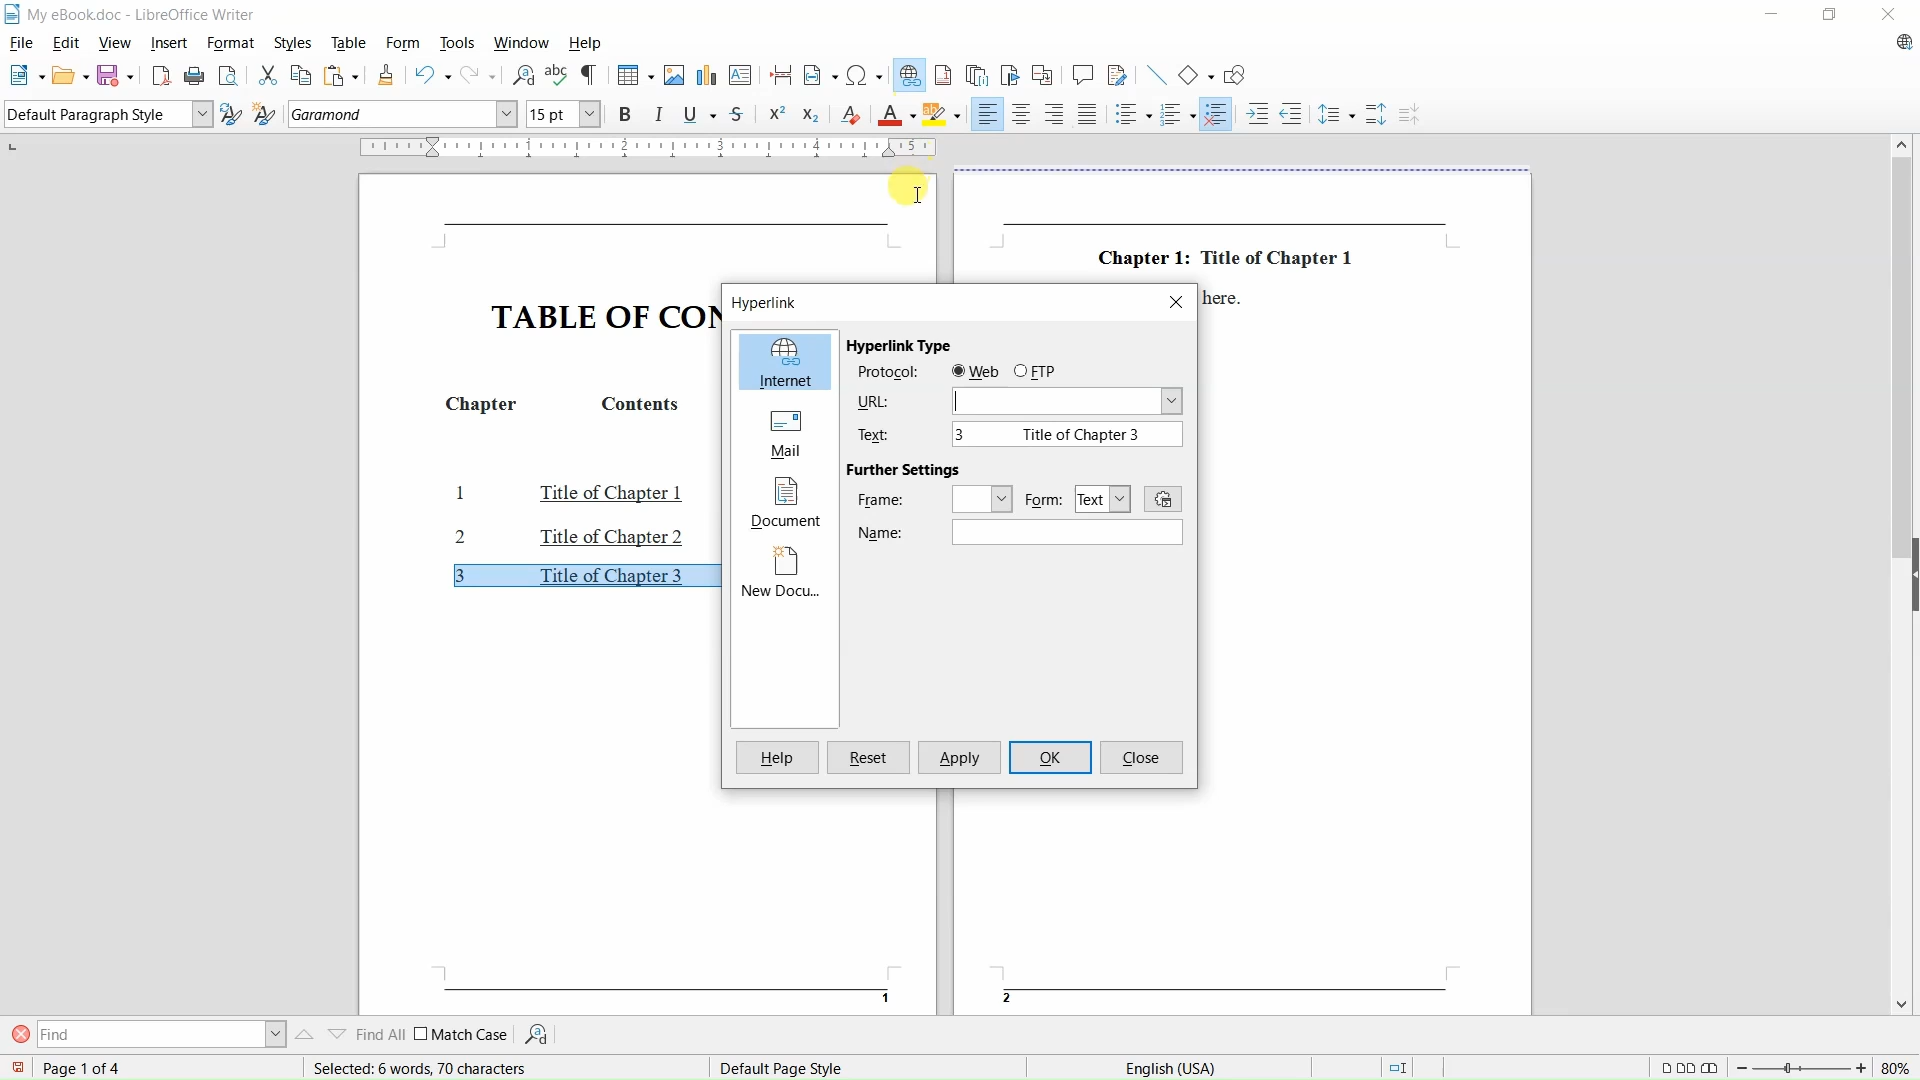 My eBook.doc - LibreOffice Writer
File Edit View Insert Format Styles Table Form Tools Window Help
Default Paragraph Style Garamond 15 pt
1 2 3 4 5
TABLE OF CON
Chapter Contents
1 Title of Chapter 1
2 Title of Chapter 2
3 Title of Chapter 3
1
Chapter 1: Title of Chapter 1
here.
2
Hyperlink
Internet
Mail
Document
New Docu...
Hyperlink Type
Protocol: Web FTP
URL:
Text: 3 Title of Chapter 3
Further Settings
Frame: Form: Text
Name:
Help Reset Apply OK Close
Find Find All Match Case
Page 1 of 4 Selected: 6 words, 70 characters Default Page Style English (USA) 80%